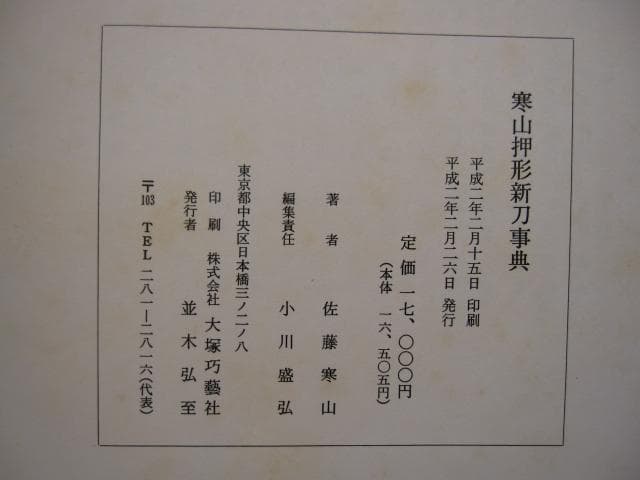 寒山押形新刀事典
平成二年二月十五日 印刷
平成二年二月二六日 発行
定価 一七、〇〇〇円
（本体 一六、五〇五円）
著者 佐藤寒山
編集責任 小川盛弘
東京都中央区日本橋三ノ二ノ八
印刷 株式会社 大塚巧藝社
発行者 並木弘至
〒103 TEL 二八一―二八一六（代表）